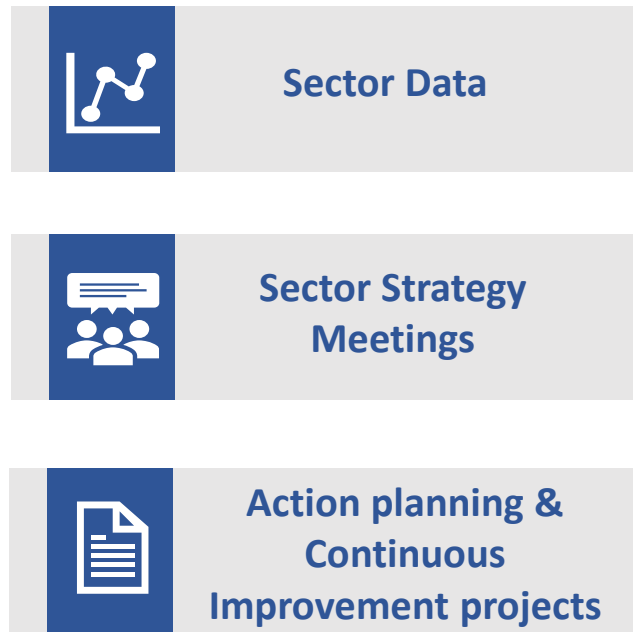 Sector Data
Sector Strategy
Meetings
Action planning &
Continuous
Improvement projects